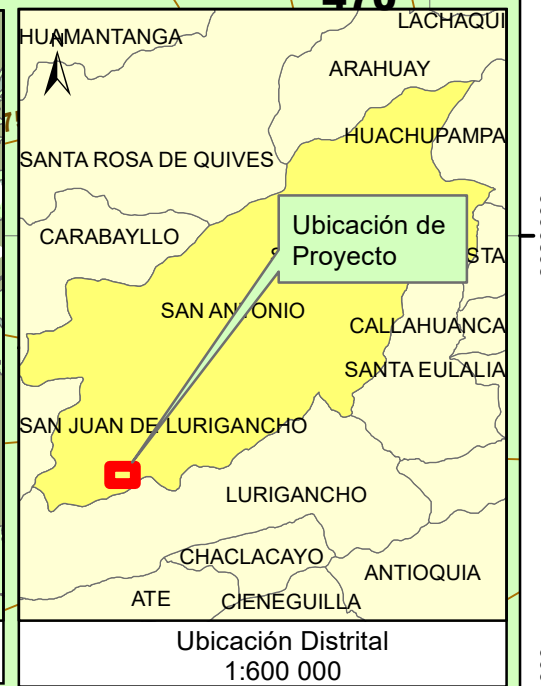 470
LACHAQUI
HUAMANTANGA
N
ARAHUAY
HUACHUPAMPA
SANTA ROSA DE QUIVES
Ubicación de
Proyecto
CARABAYLLO
SAN ANTONIO
CALLAHUANCA
SANTA EULALIA
SAN JUAN DE LURIGANCHO
LURIGANCHO
CHACLACAYO
ANTIOQUIA
ATE
CIENEGUILLA
Ubicación Distrital
1:600 000